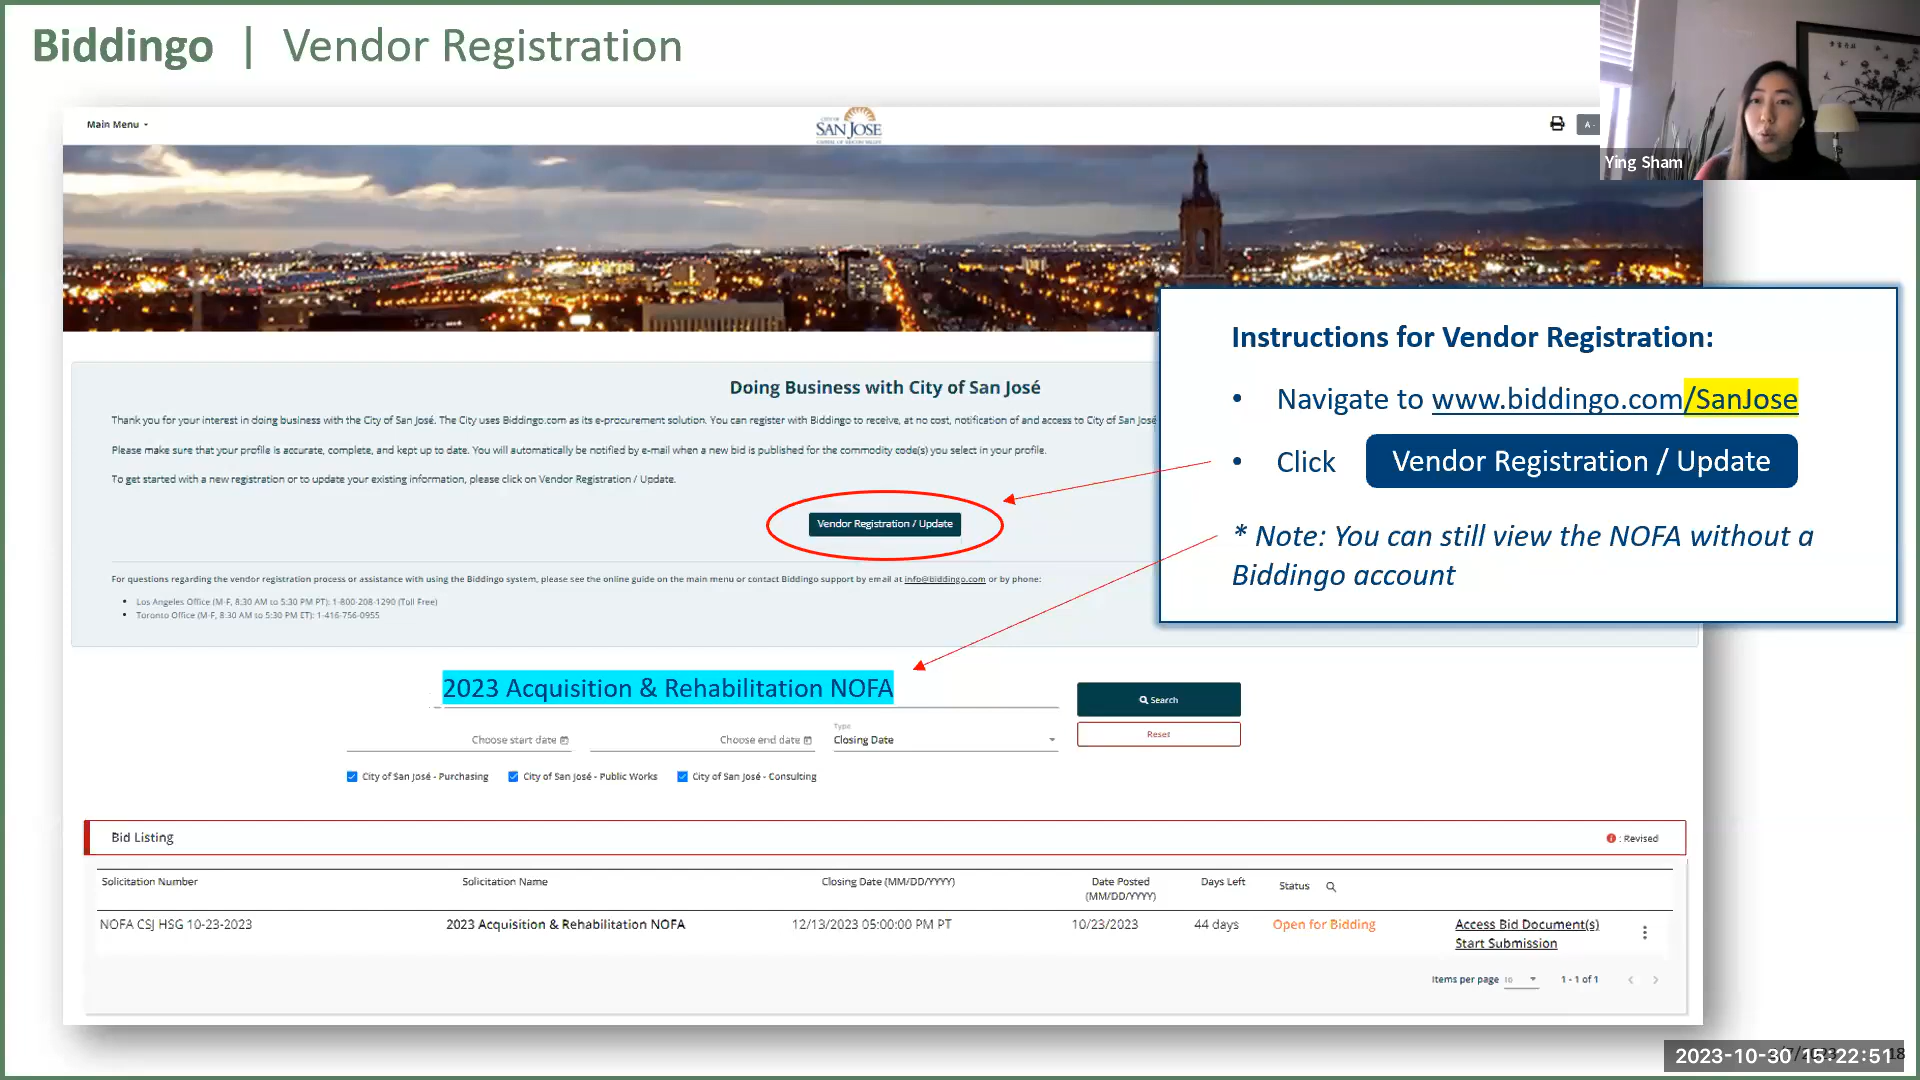 Biddingo | Vendor Registration
Main Menu
CITY OF
SAN JOSE
CAPITAL OF SILICON VALLEY
A -
Ying Sham
Doing Business with City of San José
Thank you for your interest in doing business with the City of San José. The City uses Biddingo.com as its e-procurement solution. You can register with Biddingo to receive, at no cost, notification of and access to City of San José
Please make sure that your profile is accurate, complete, and kept up to date. You will automatically be notified by e-mail when a new bid is published for the commodity code(s) you select in your profile.
To get started with a new registration or to update your existing information, please click on Vendor Registration / Update.
Vendor Registration / Update
For questions regarding the vendor registration process or assistance with using the Biddingo system, please see the online guide on the main menu or contact Biddingo support by email at info@biddingo.com or by phone:
• Los Angeles Office (M-F, 8:30 AM to 5:30 PM PT): 1-800-208-1290 (Toll Free)
• Toronto Office (M-F, 8:30 AM to 5:30 PM ET): 1-416-756-0955
Instructions for Vendor Registration:
• Navigate to www.biddingo.com/SanJose
• Click Vendor Registration / Update
* Note: You can still view the NOFA without a
Biddingo account
2023 Acquisition & Rehabilitation NOFA
Search
Choose start date Choose end date Type Closing Date
Reset
City of San José - Purchasing City of San José - Public Works City of San José - Consulting
Bid Listing : Revised
Solicitation Number Solicitation Name Closing Date (MM/DD/YYYY) Date Posted (MM/DD/YYYY) Days Left Status
NOFA CSJ HSG 10-23-2023 2023 Acquisition & Rehabilitation NOFA 12/13/2023 05:00:00 PM PT 10/23/2023 44 days Open for Bidding Access Bid Document(s)
Start Submission
Items per page 10 1 - 1 of 1
2023-10-30 15:22:51
18